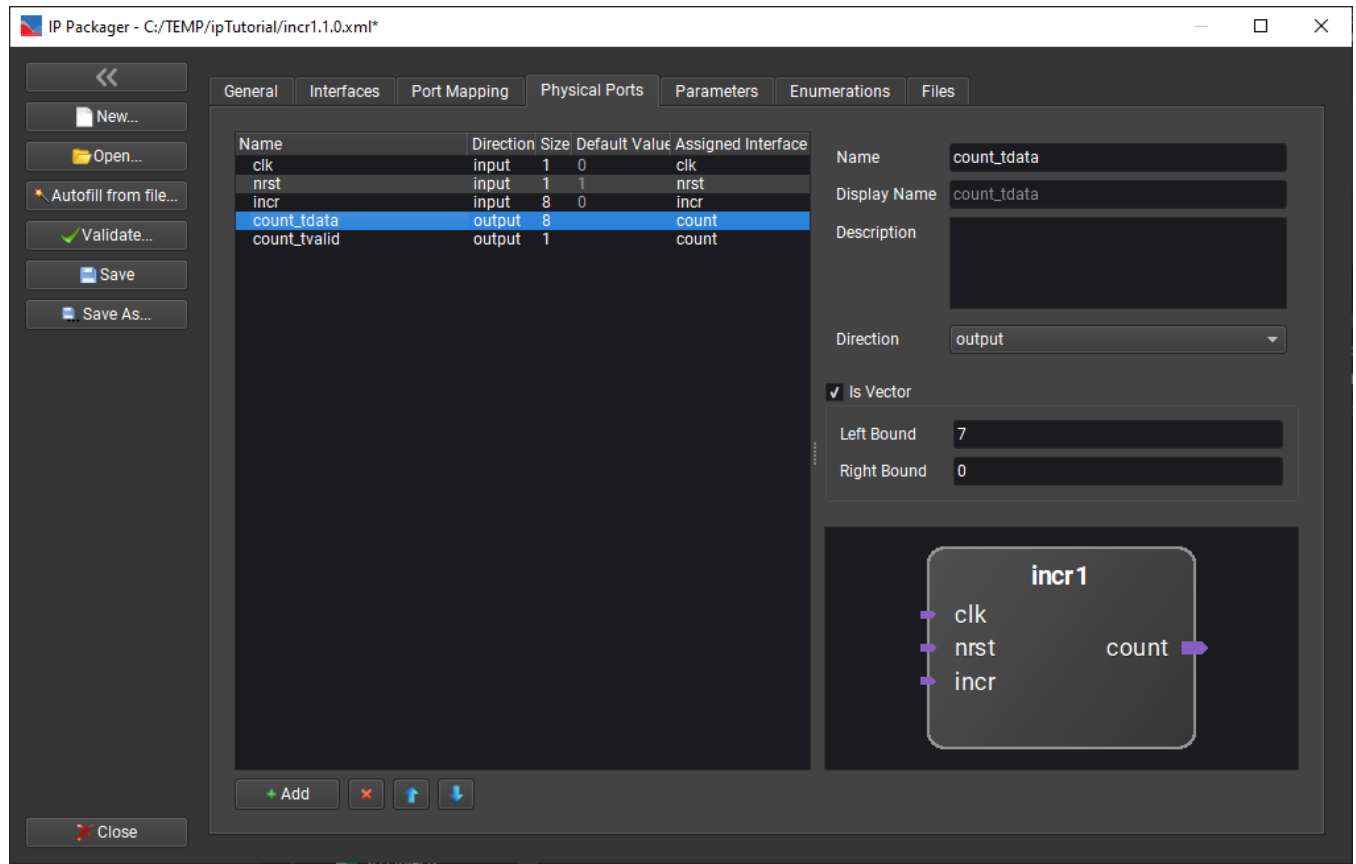 IP Packager - C:/TEMP/ipTutorial/incr1.1.0.xml*
New...
Open...
Autofill from file...
Validate...
Save
Save As...
Close
General Interfaces Port Mapping Physical Ports Parameters Enumerations Files
Name Direction Size Default Value Assigned Interface
clk input 1 0 clk
nrst input 1 1 nrst
incr input 8 0 incr
count_tdata output 8 count
count_tvalid output 1 count
+ Add
Name count_tdata
Display Name count_tdata
Description
Direction output
Is Vector
Left Bound 7
Right Bound 0
incr1
clk
nrst count
incr